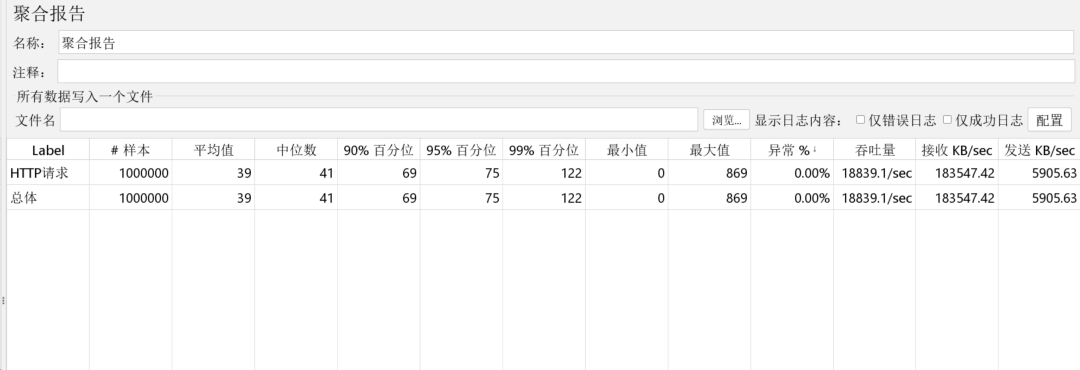 聚合报告
名称： 聚合报告
注释：
所有数据写入一个文件
文件名 浏览... 显示日志内容： 仅错误日志 仅成功日志 配置
Label # 样本 平均值 中位数 90% 百分位 95% 百分位 99% 百分位 最小值 最大值 异常 % ↓ 吞吐量 接收 KB/sec 发送 KB/sec
HTTP请求 1000000 39 41 69 75 122 0 869 0.00% 18839.1/sec 183547.42 5905.63
总体 1000000 39 41 69 75 122 0 869 0.00% 18839.1/sec 183547.42 5905.63